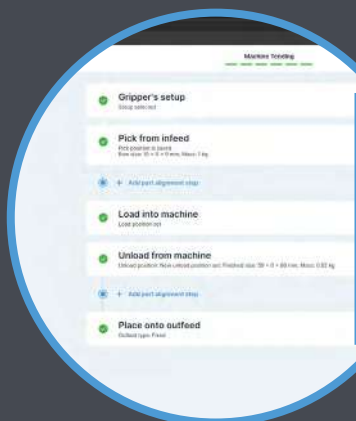 Machine Tending
Gripper's setup
Pick from infeed
Pick position is saved
+ Add part alignment step
Load into machine
Load position set
Unload from machine
+ Add part alignment step
Place onto outfeed
Outfeed type: Fixed